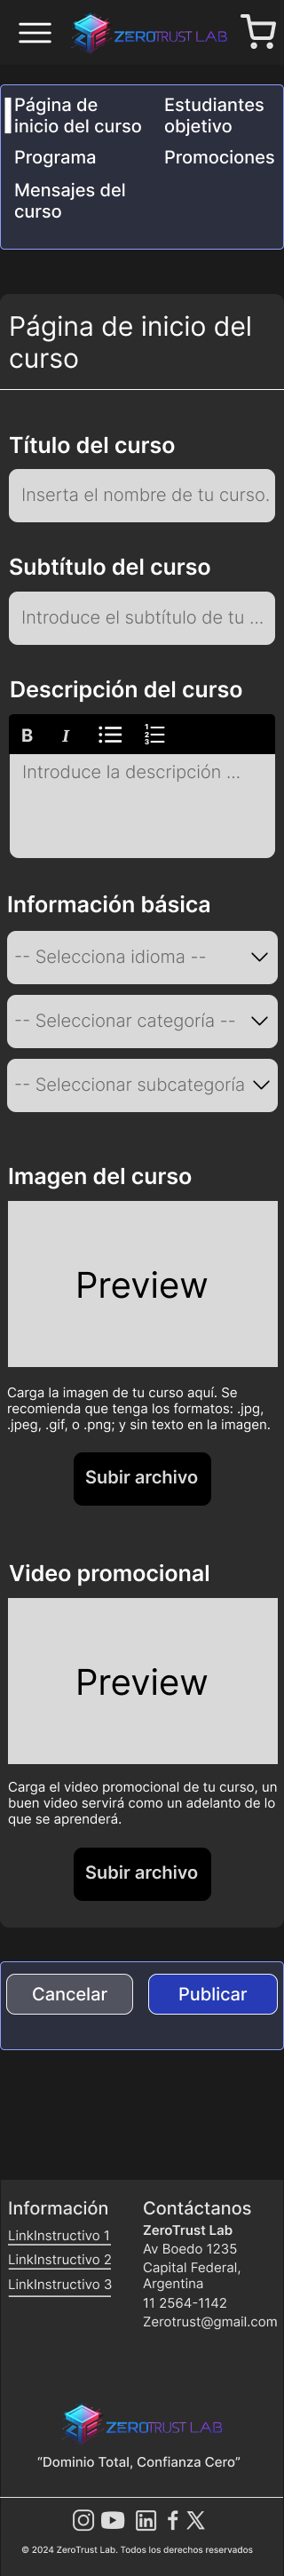 ZEROTRUST LAB
Página de
inicio del curso
Estudiantes
objetivo
Programa
Promociones
Mensajes del
curso
Página de inicio del
curso
Título del curso
Inserta el nombre de tu curso.
Subtítulo del curso
Introduce el subtítulo de tu ...
Descripción del curso
B I 1 2 3
Introduce la descripción ...
Información básica
-- Selecciona idioma --
-- Seleccionar categoría --
-- Seleccionar subcategoría
Imagen del curso
Preview
Carga la imagen de tu curso aquí. Se
recomienda que tenga los formatos: .jpg,
.jpeg, .gif, o .png; y sin texto en la imagen.
Subir archivo
Video promocional
Preview
Carga el video promocional de tu curso, un
buen video servirá como un adelanto de lo
que se aprenderá.
Subir archivo
Cancelar
Publicar
Información
LinkInstructivo 1
LinkInstructivo 2
LinkInstructivo 3
Contáctanos
ZeroTrust Lab
Av Boedo 1235
Capital Federal,
Argentina
11 2564-1142
Zerotrust@gmail.com
ZEROTRUST LAB
“Dominio Total, Confianza Cero”
© 2024 ZeroTrust Lab. Todos los derechos reservados